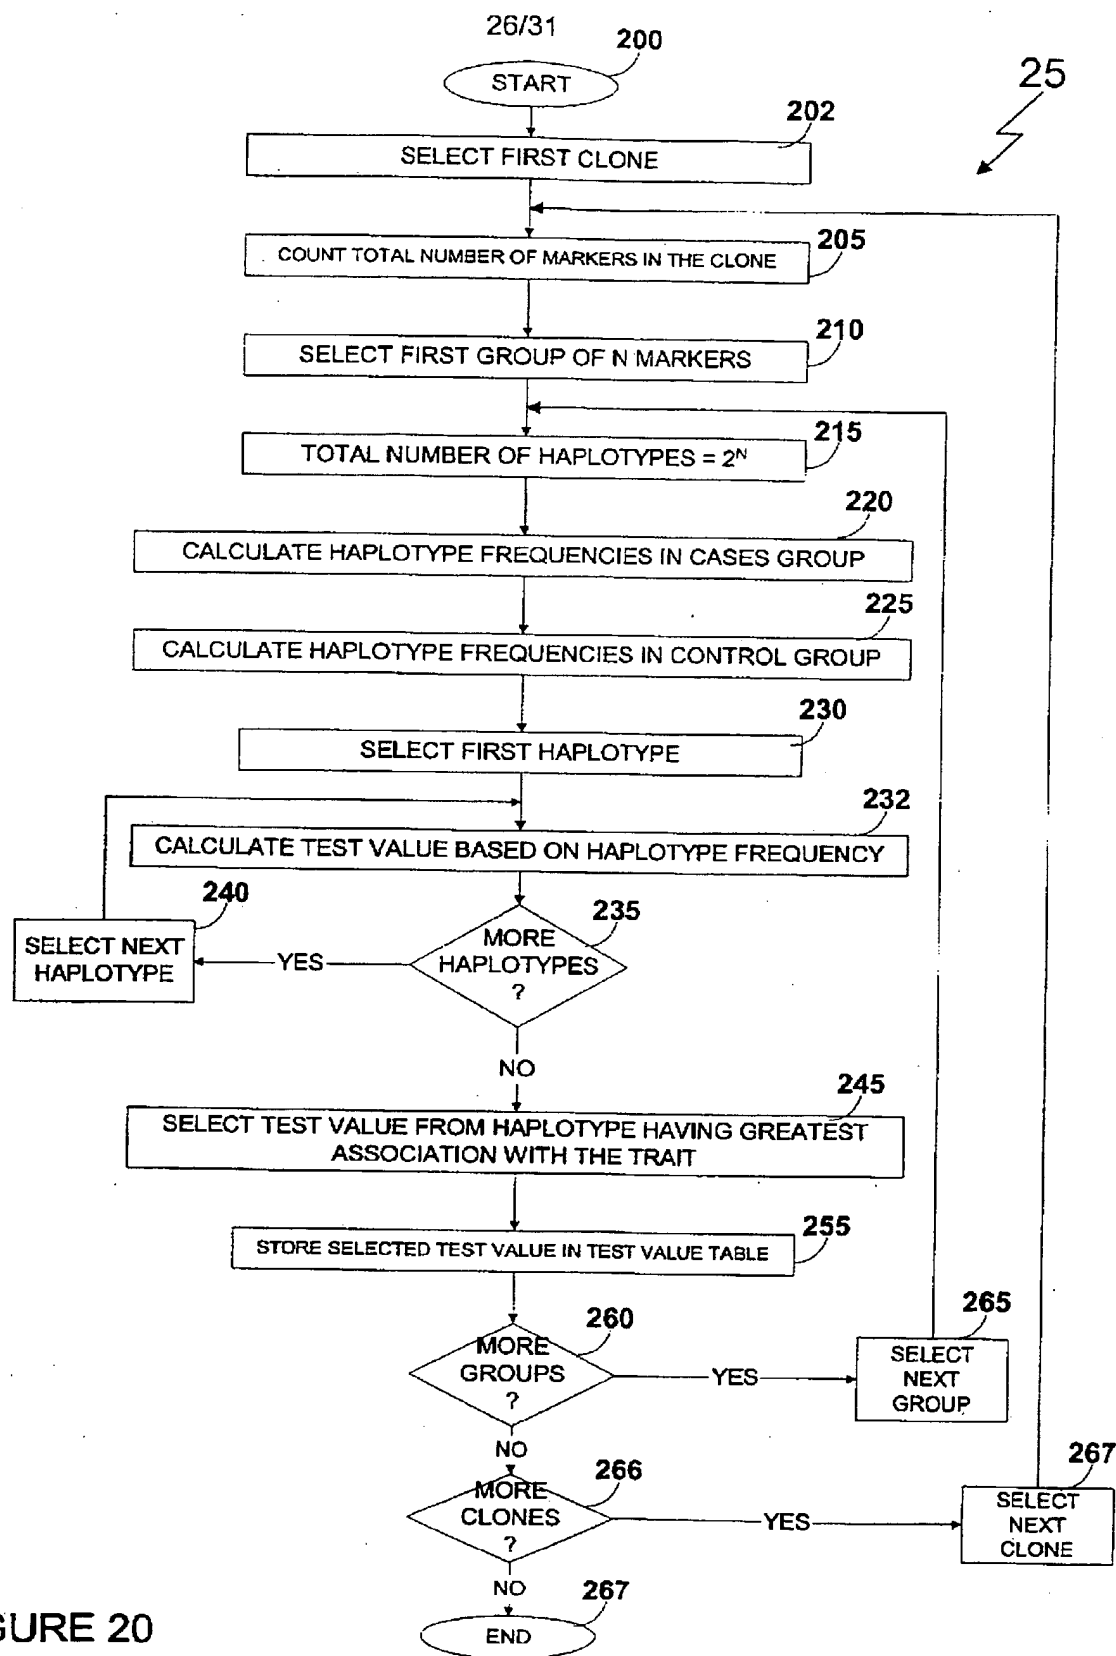 26/31
200
START
25
202
SELECT FIRST CLONE
205
COUNT TOTAL NUMBER OF MARKERS IN THE CLONE
210
SELECT FIRST GROUP OF N MARKERS
215
TOTAL NUMBER OF HAPLOTYPES = 2ᴺ
220
CALCULATE HAPLOTYPE FREQUENCIES IN CASES GROUP
225
CALCULATE HAPLOTYPE FREQUENCIES IN CONTROL GROUP
230
SELECT FIRST HAPLOTYPE
232
CALCULATE TEST VALUE BASED ON HAPLOTYPE FREQUENCY
240
SELECT NEXT
HAPLOTYPE
YES
235
MORE
HAPLOTYPES
?
NO
245
SELECT TEST VALUE FROM HAPLOTYPE HAVING GREATEST
ASSOCIATION WITH THE TRAIT
255
STORE SELECTED TEST VALUE IN TEST VALUE TABLE
260
MORE
GROUPS
?
YES
265
SELECT
NEXT
GROUP
NO
266
MORE
CLONES
?
YES
267
SELECT
NEXT
CLONE
NO
267
END
GURE 20